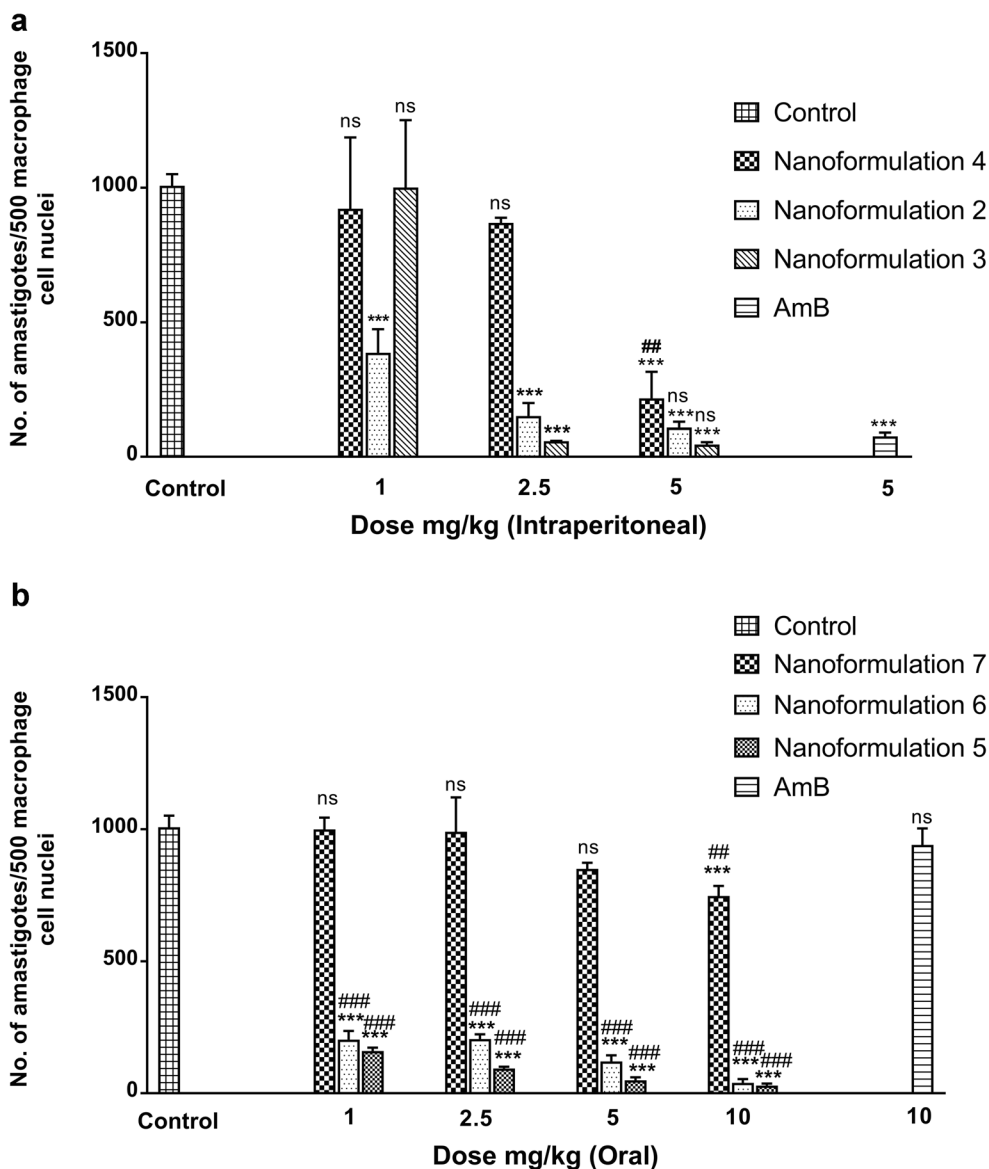 a
No. of amastigotes/500 macrophage
cell nuclei
1500
1000
500
0
ns
ns
***
ns
***
***
##
***
ns
***
ns
***
***
Control
1
2.5
5
5
Dose mg/kg (Intraperitoneal)
Control
Nanoformulation 4
Nanoformulation 2
Nanoformulation 3
AmB
b
No. of amastigotes/500 macrophage
cell nuclei
1500
1000
500
0
ns
###
***
###
***
ns
###
***
###
***
ns
###
***
###
***
##
***
###
***
###
***
ns
Control
1
2.5
5
10
10
Dose mg/kg (Oral)
Control
Nanoformulation 7
Nanoformulation 6
Nanoformulation 5
AmB